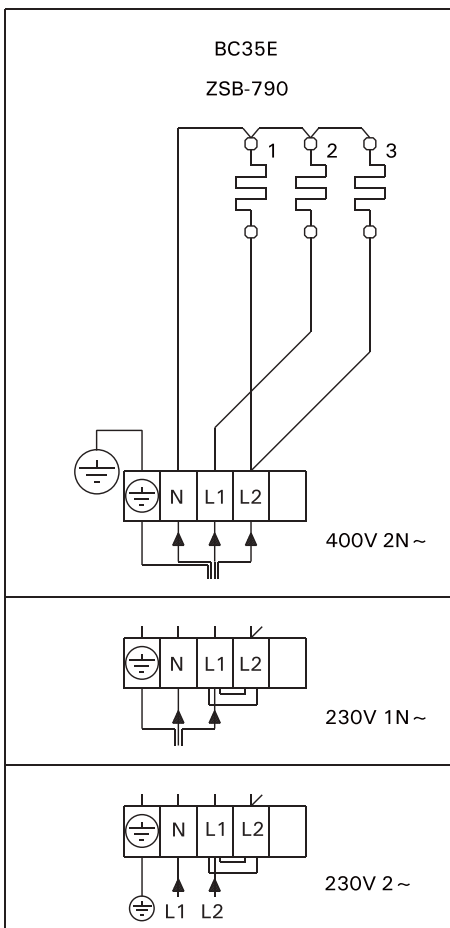 BC35E
ZSB-790
1 2 3
N L1 L2
400V 2N~
N L1 L2
230V 1N~
N L1 L2
230V 2~
L1 L2